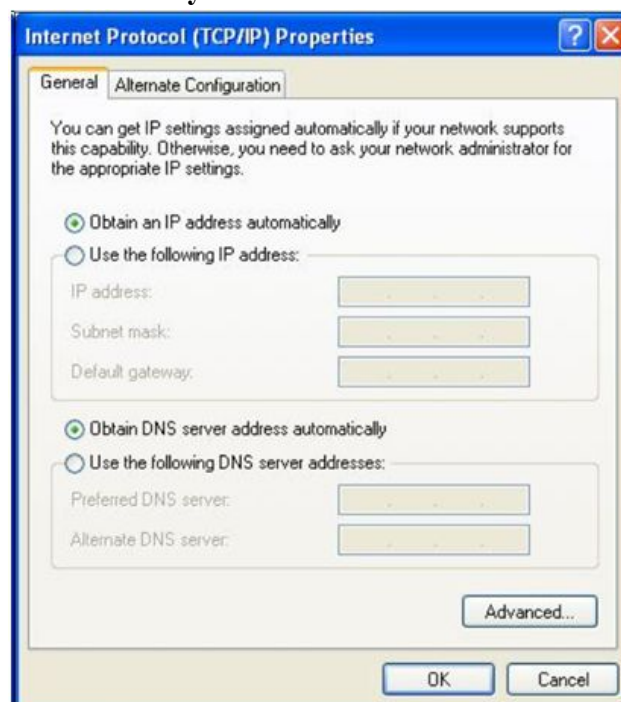 Internet Protocol (TCP/IP) Properties
General
Alternate Configuration
You can get IP settings assigned automatically if your network supports
this capability. Otherwise, you need to ask your network administrator for
the appropriate IP settings.
Obtain an IP address automatically
Use the following IP address:
IP address:
Subnet mask:
Default gateway:
Obtain DNS server address automatically
Use the following DNS server addresses:
Preferred DNS server:
Alternate DNS server:
Advanced...
OK
Cancel